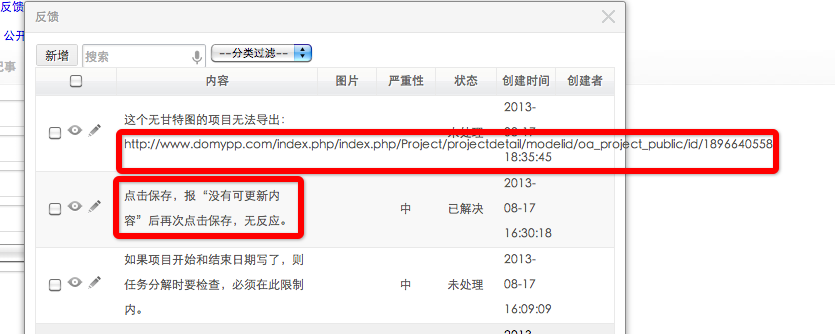 反馈
反馈
公开
记事
新增
搜索
--分类过滤--
内容
图片
严重性
状态
创建时间
创建者
这个无甘特图的项目无法导出：
http://www.domypp.com/index.php/index.php/Project/projectdetail/modelid/oa_project_public/id/1896640558
未处理
2013-
08-17
18:35:45
点击保存，报“没有可更新内
容”后再次点击保存，无反应。
中
已解决
2013-
08-17
16:30:18
如果项目开始和结束日期写了，则
任务分解时要检查，必须在此限制
内。
中
未处理
2013-
08-17
16:09:09
2013-